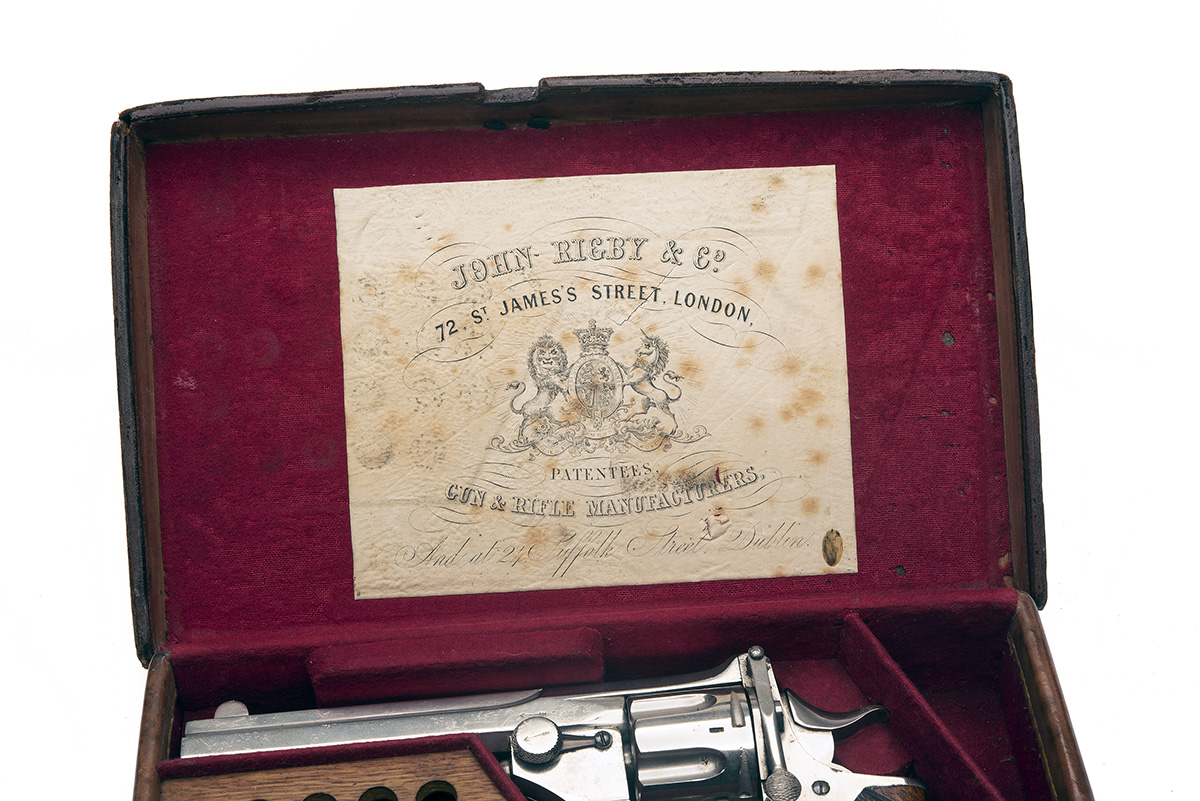 JOHN RIGBY & Co.
72, ST. JAMES'S STREET, LONDON,
PATENTEES,
GUN & RIFLE MANUFACTURERS,
And at 24 Suffolk Street, Dublin.